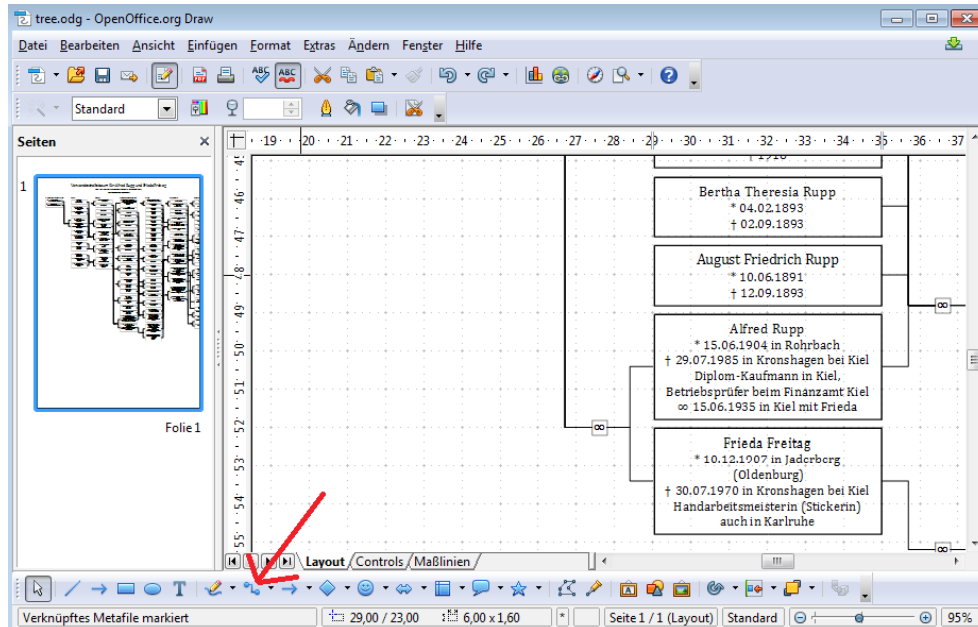 tree.odg - OpenOffice.org Draw
Datei Bearbeiten Ansicht Einfügen Format Extras Ändern Fenster Hilfe
ABC ABC
Standard
Seiten
19 20 21 22 23 24 25 26 27 28 29 30 31 32 33 34 35 36 37
1
Folie 1
45
46
47
48
49
50
51
52
53
54
55
† 1918
Bertha Theresia Rupp
* 04.02.1893
† 02.09.1893
August Friedrich Rupp
* 10.06.1891
† 12.09.1893
∞
Alfred Rupp
* 15.06.1904 in Rohrbach
† 29.07.1985 in Kronshagen bei Kiel
Diplom-Kaufmann in Kiel,
Betriebsprüfer beim Finanzamt Kiel
∞ 15.06.1935 in Kiel mit Frieda
∞
Frieda Freitag
* 10.12.1907 in Jaderberg
(Oldenburg)
† 30.07.1970 in Kronshagen bei Kiel
Handarbeitsmeisterin (Stickerin)
auch in Karlruhe
∞
Layout Controls Maßlinien
T
Verknüpftes Metafile markiert 29,00 / 23,00 6,00 x 1,60 * Seite 1 / 1 (Layout) Standard 95%